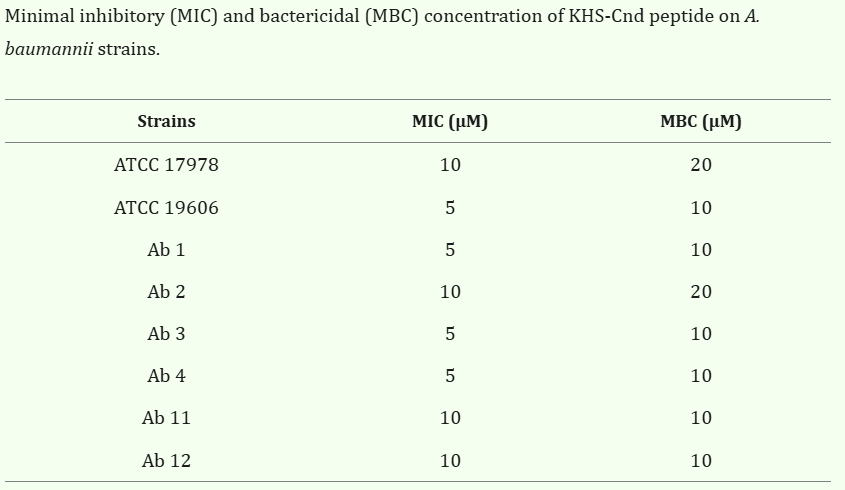 Minimal inhibitory (MIC) and bactericidal (MBC) concentration of KHS-Cnd peptide on A.
baumannii strains.
Strains MIC (μM) MBC (μM)
ATCC 17978 10 20
ATCC 19606 5 10
Ab 1 5 10
Ab 2 10 20
Ab 3 5 10
Ab 4 5 10
Ab 11 10 10
Ab 12 10 10